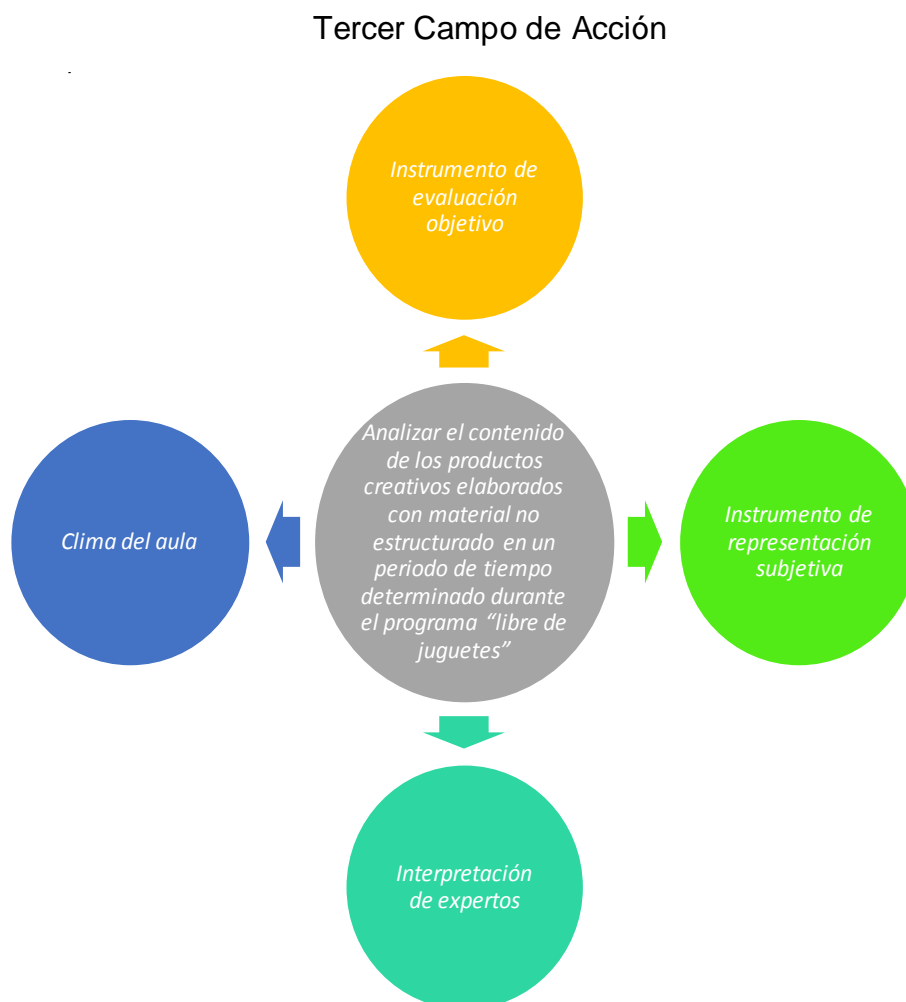 Tercer Campo de Acción
Instrumento de
evaluación
objetivo
Analizar el contenido
de los productos
creativos elaborados
con material no
estructurado en un
periodo de tiempo
determinado durante
el programa “libre de
juguetes”
Clima del aula
Instrumento de
representación
subjetiva
Interpretación
de expertos